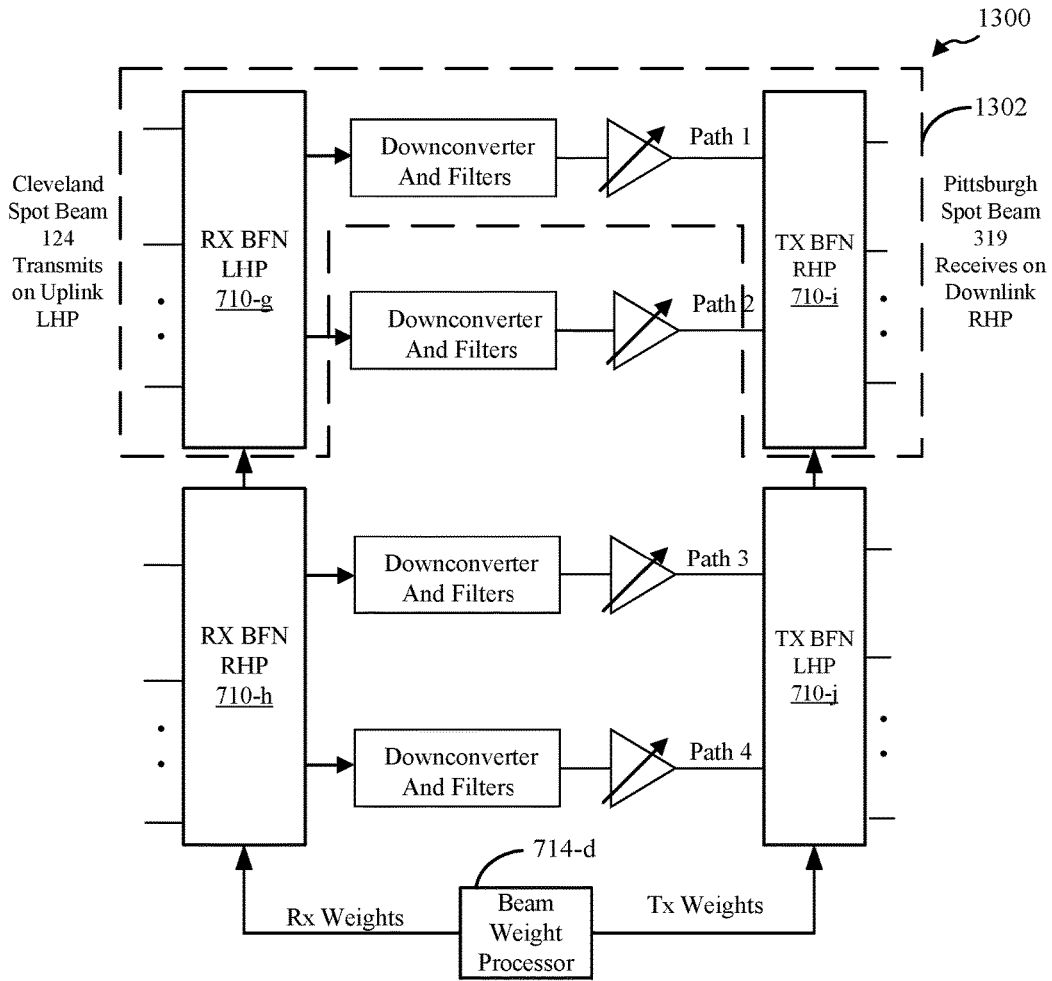 1300
1302
Cleveland
Spot Beam
124
Transmits
on Uplink
LHP
RX BFN
LHP
710-g
Downconverter
And Filters
Path 1
Downconverter
And Filters
Path 2
TX BFN
RHP
710-i
Pittsburgh
Spot Beam
319
Receives on
Downlink
RHP
RX BFN
RHP
710-h
Downconverter
And Filters
Path 3
Downconverter
And Filters
Path 4
TX BFN
LHP
710-j
714-d
Rx Weights
Beam
Weight
Processor
Tx Weights